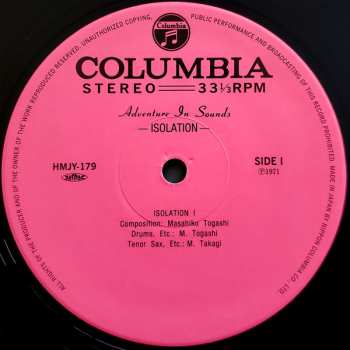 Columbia
COLUMBIA
STEREO — 33⅓RPM
Adventure In Sounds
— ISOLATION —
HMJY-179
SIDE I
Ⓟ1971
ISOLATION I
Composition: Masahiko Togashi
Drums, Etc.: M. Togashi
Tenor Sax, Etc.: M. Takagi
ALL RIGHTS OF THE PRODUCER AND OF THE OWNER OF THE WORK REPRODUCED RESERVED. UNAUTHORIZED COPYING, PUBLIC PERFORMANCE AND BROADCASTING OF THIS RECORD PROHIBITED. MADE IN JAPAN BY NIPPON COLUMBIA CO. LTD.